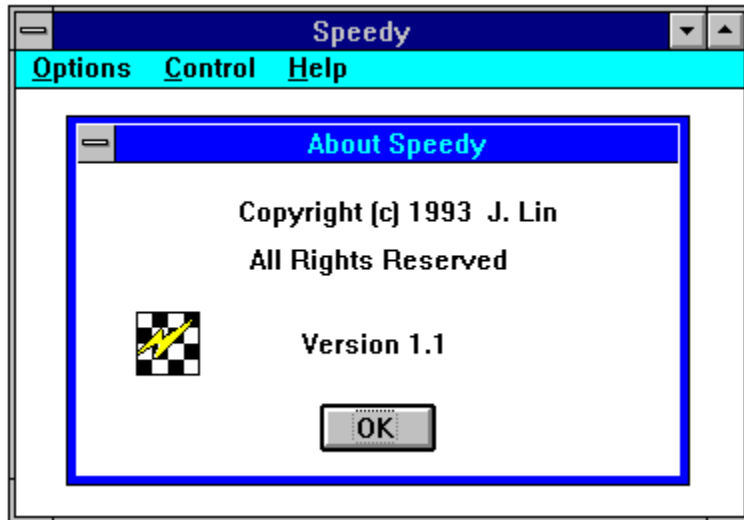 Speedy
Options Control Help
About Speedy
Copyright (c) 1993 J. Lin
All Rights Reserved
Version 1.1
OK